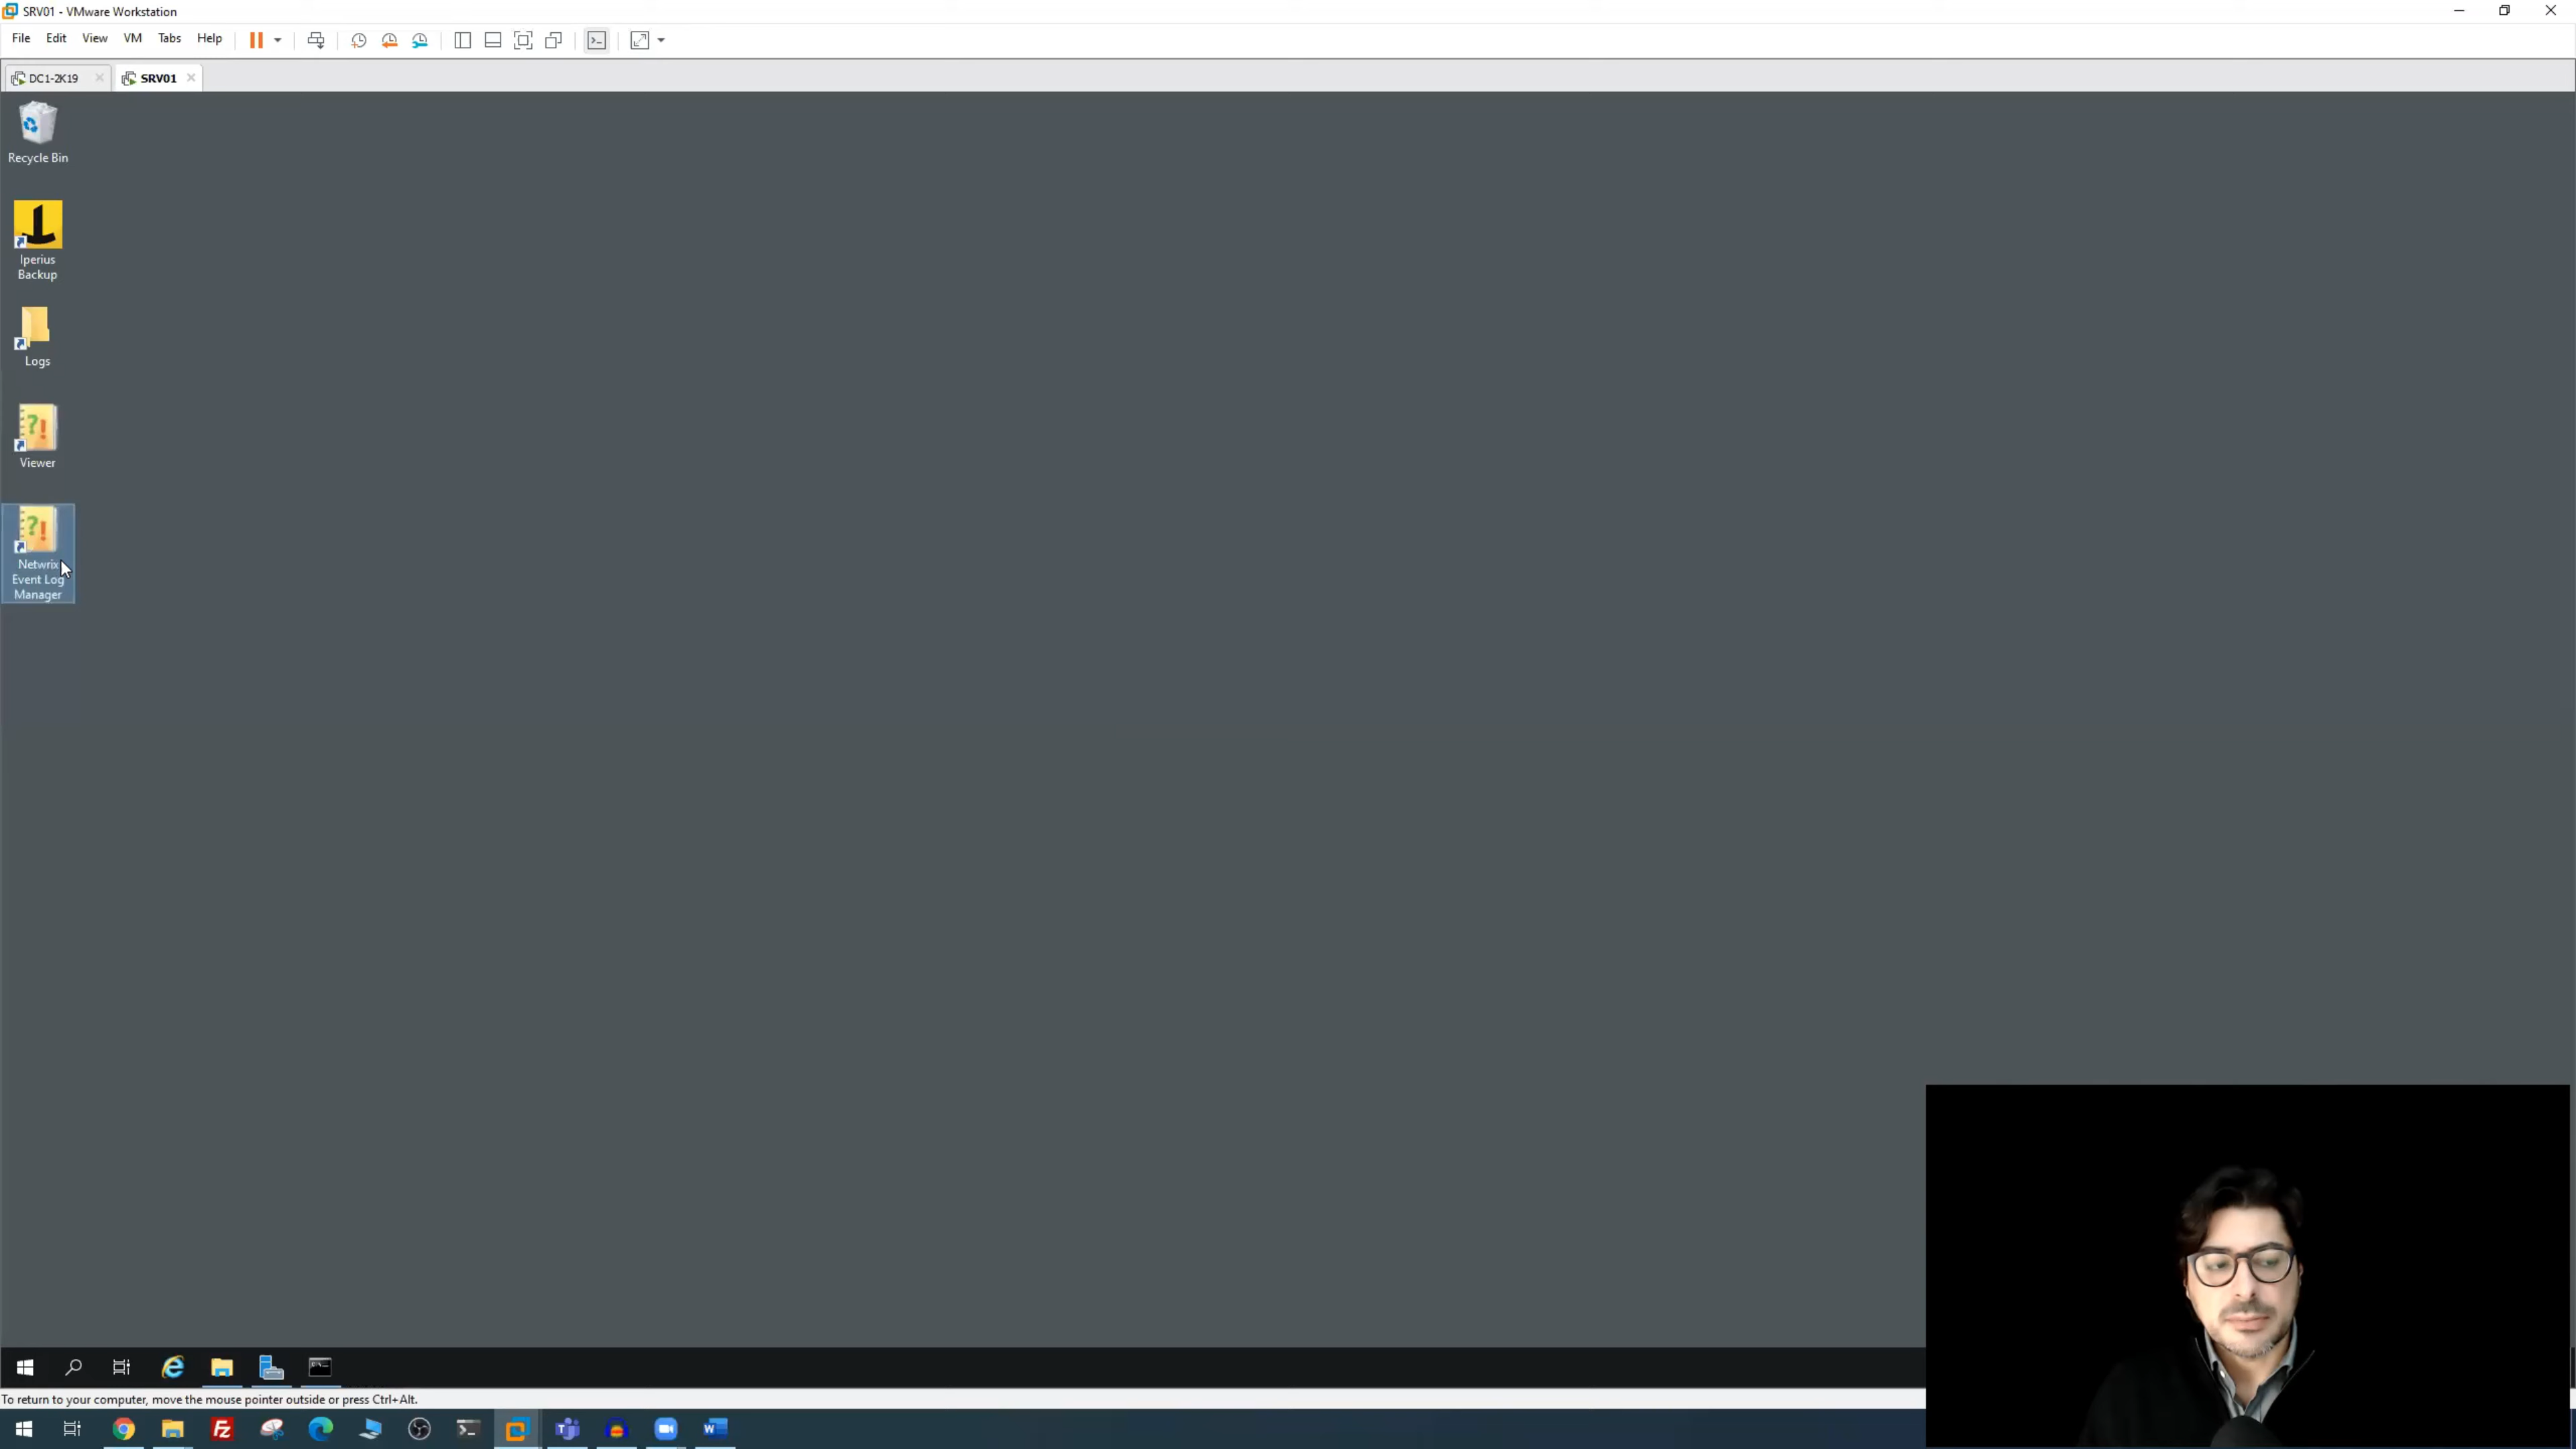 SRV01 - VMware Workstation
File Edit View VM Tabs Help
DC1-2K19 SRV01
Recycle Bin
Iperius
Backup
Logs
Viewer
Netwrix
Event Log
Manager
To return to your computer, move the mouse pointer outside or press Ctrl+Alt.